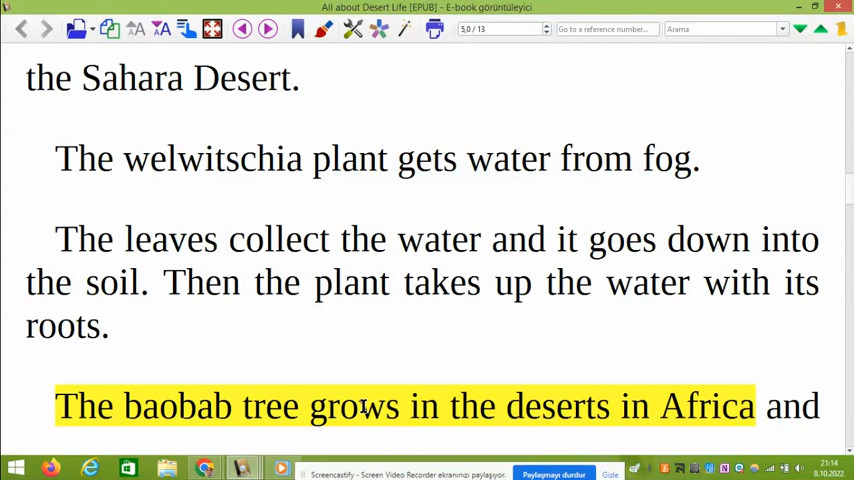 All about Desert Life [EPUB] - E-book görüntüleyici
5,0 / 13
Go to a reference number...
Arama
the Sahara Desert.
The welwitschia plant gets water from fog.
The leaves collect the water and it goes down into
the soil. Then the plant takes up the water with its
roots.
The baobab tree grows in the deserts in Africa and
Screencastify - Screen Video Recorder ekranınızı paylaşıyor.
Paylaşmayı durdur
Gizle
21:14
8.10.2022